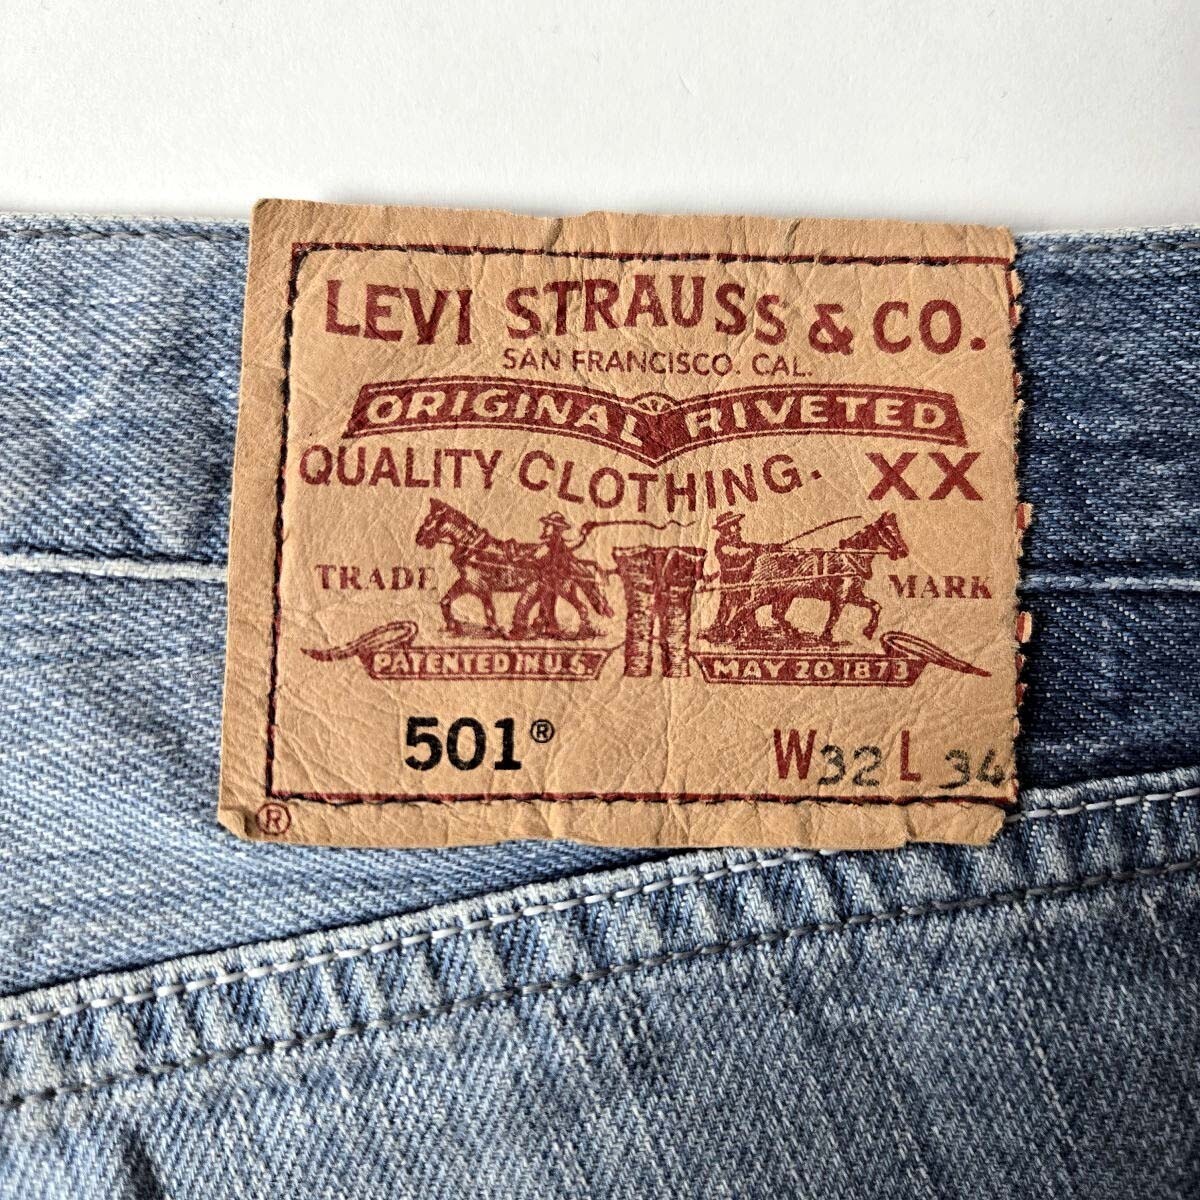 LEVI STRAUSS & CO.
SAN FRANCISCO. CAL.
ORIGINAL RIVETED
QUALITY CLOTHING. XX
TRADE MARK
PATENTED IN U.S. MAY 20 1873
501® W32 L 34
®